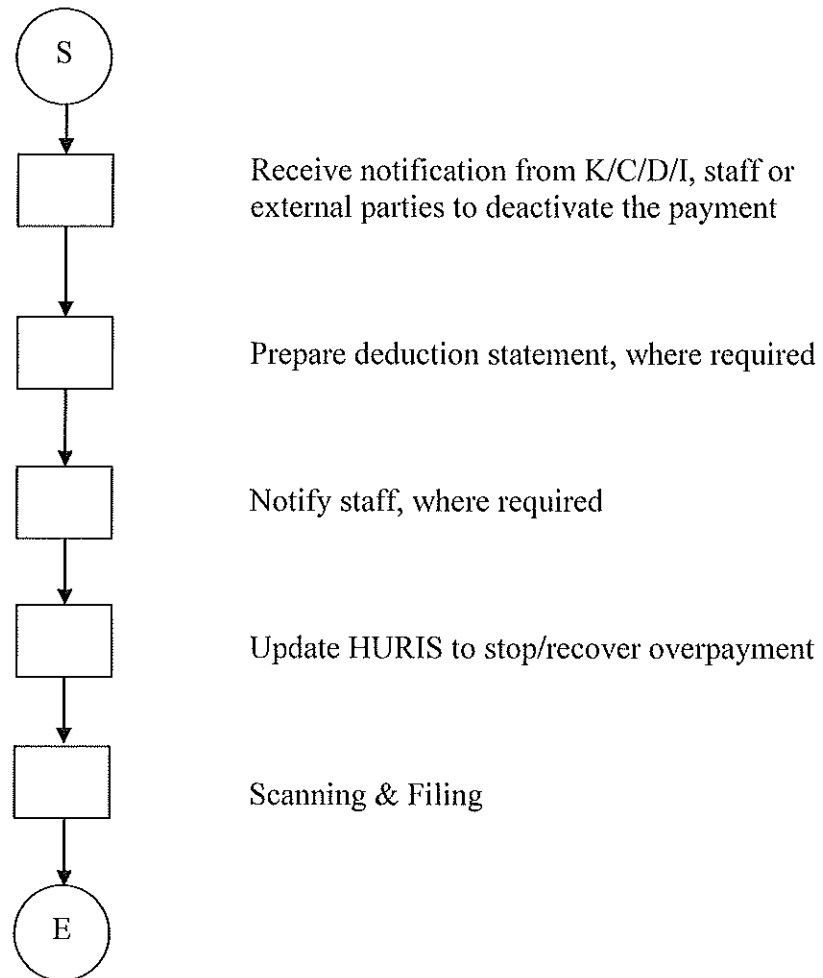 S
Receive notification from K/C/D/I, staff or
external parties to deactivate the payment
Prepare deduction statement, where required
Notify staff, where required
Update HURIS to stop/recover overpayment
Scanning & Filing
E